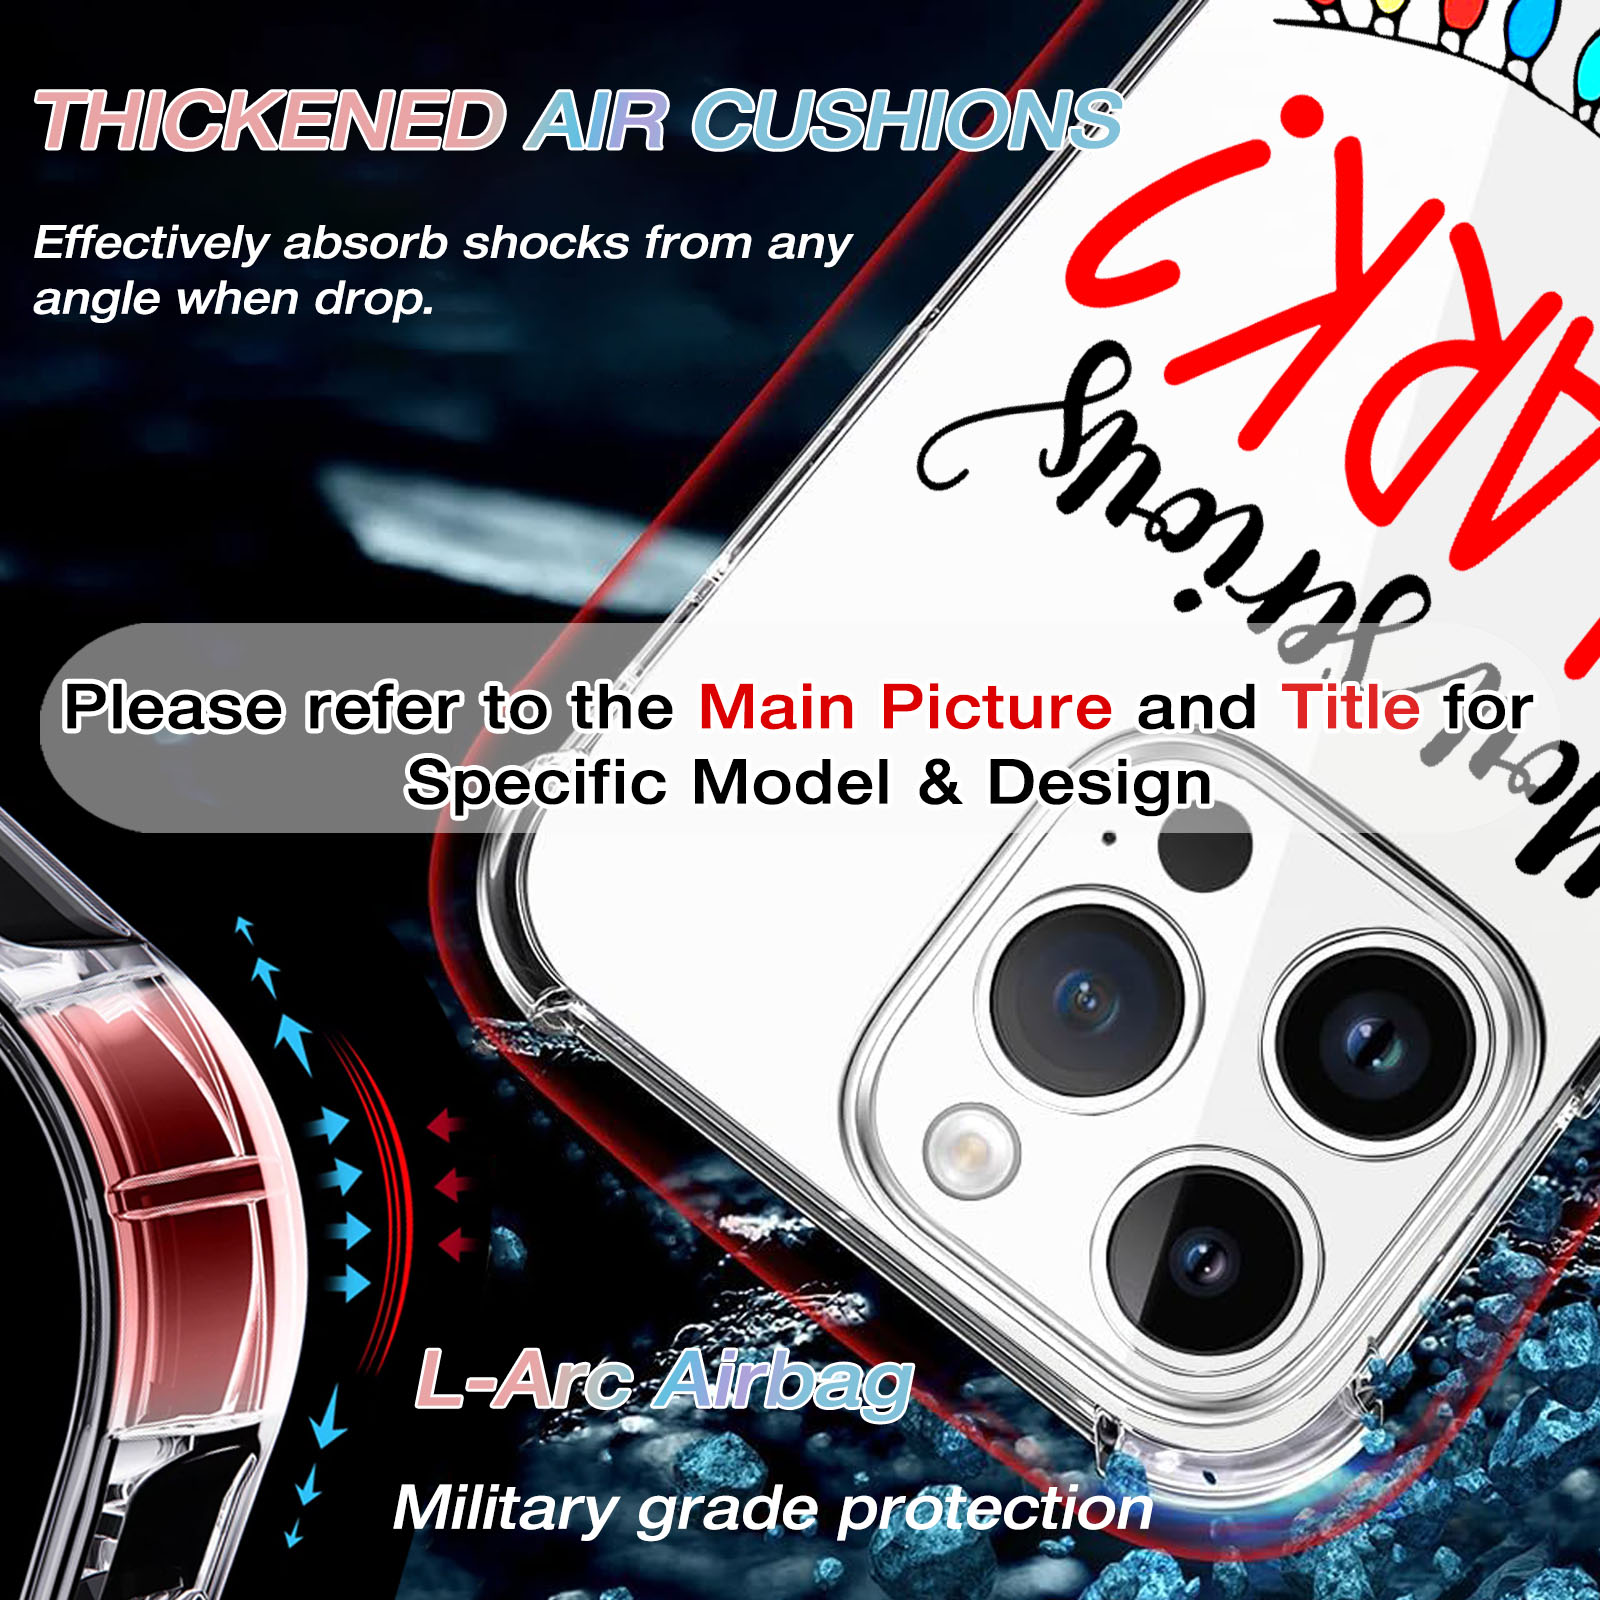 THICKENED AIR CUSHIONS
Effectively absorb shocks from any
angle when drop.
Please refer to the Main Picture and Title for
Specific Model & Design
serious
L-Arc Airbag
Military grade protection